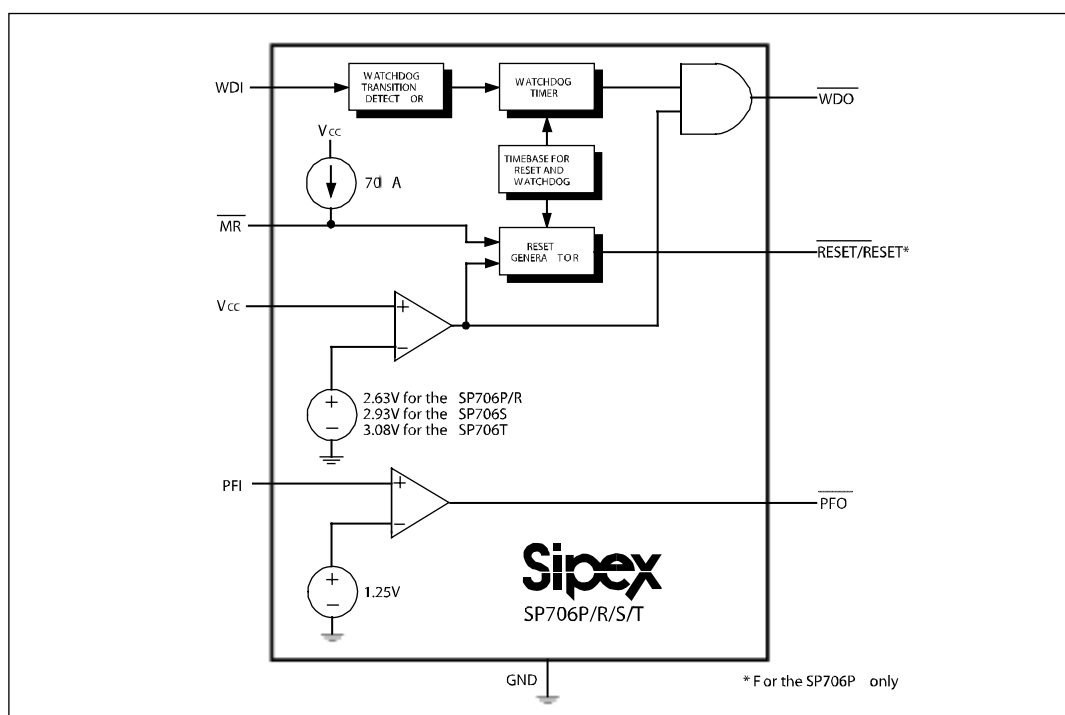 WDI
WATCHDOG
TRANSITION
DETECT OR
WATCHDOG
TIMER
WDO
VCC
70 A
TIMEBASE FOR
RESET AND
WATCHDOG
MR
RESET
GENERA TOR
RESET/RESET*
VCC
+
−
+
−
2.63V for the SP706P/R
2.93V for the SP706S
3.08V for the SP706T
PFI
+
−
PFO
+
−
1.25V
Sipex
SP706P/R/S/T
GND
* F or the SP706P only